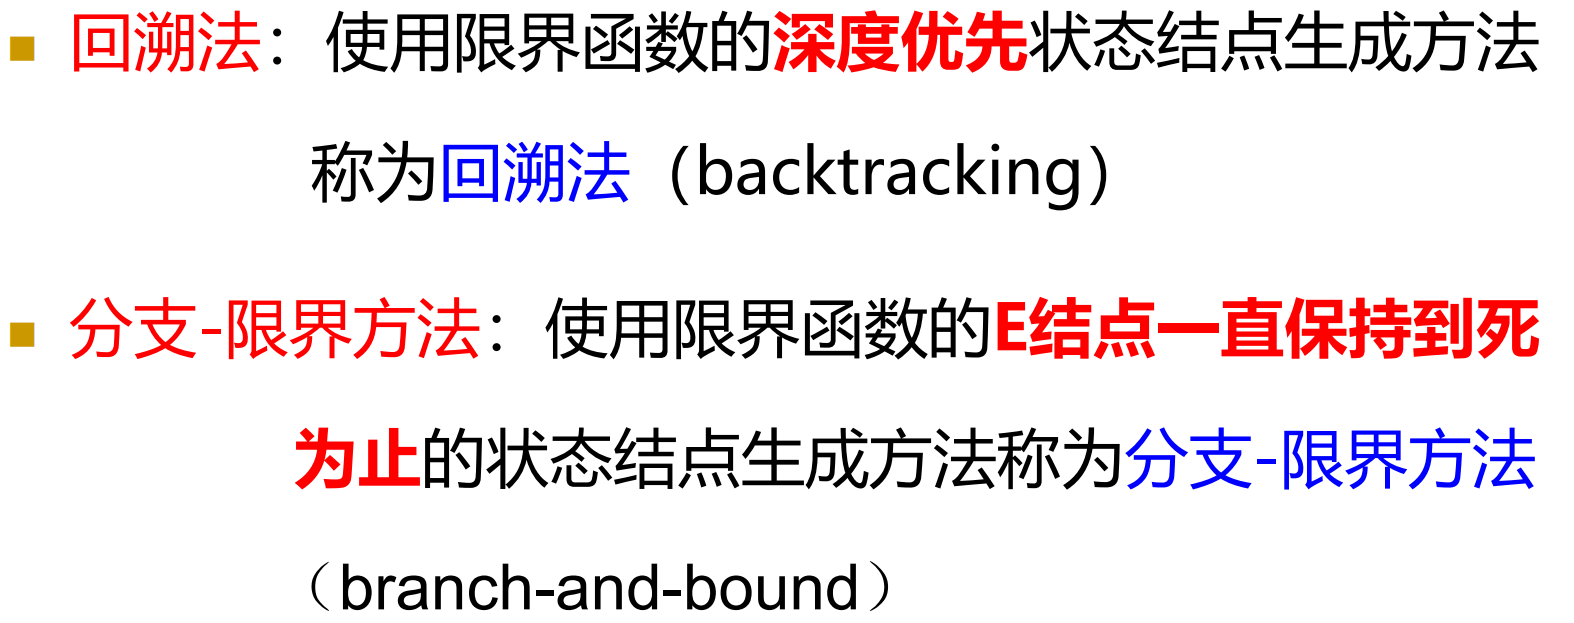 回溯法：使用限界函数的深度优先状态结点生成方法
称为回溯法（backtracking）
分支-限界方法：使用限界函数的E结点一直保持到死
为止的状态结点生成方法称为分支-限界方法
（branch-and-bound）